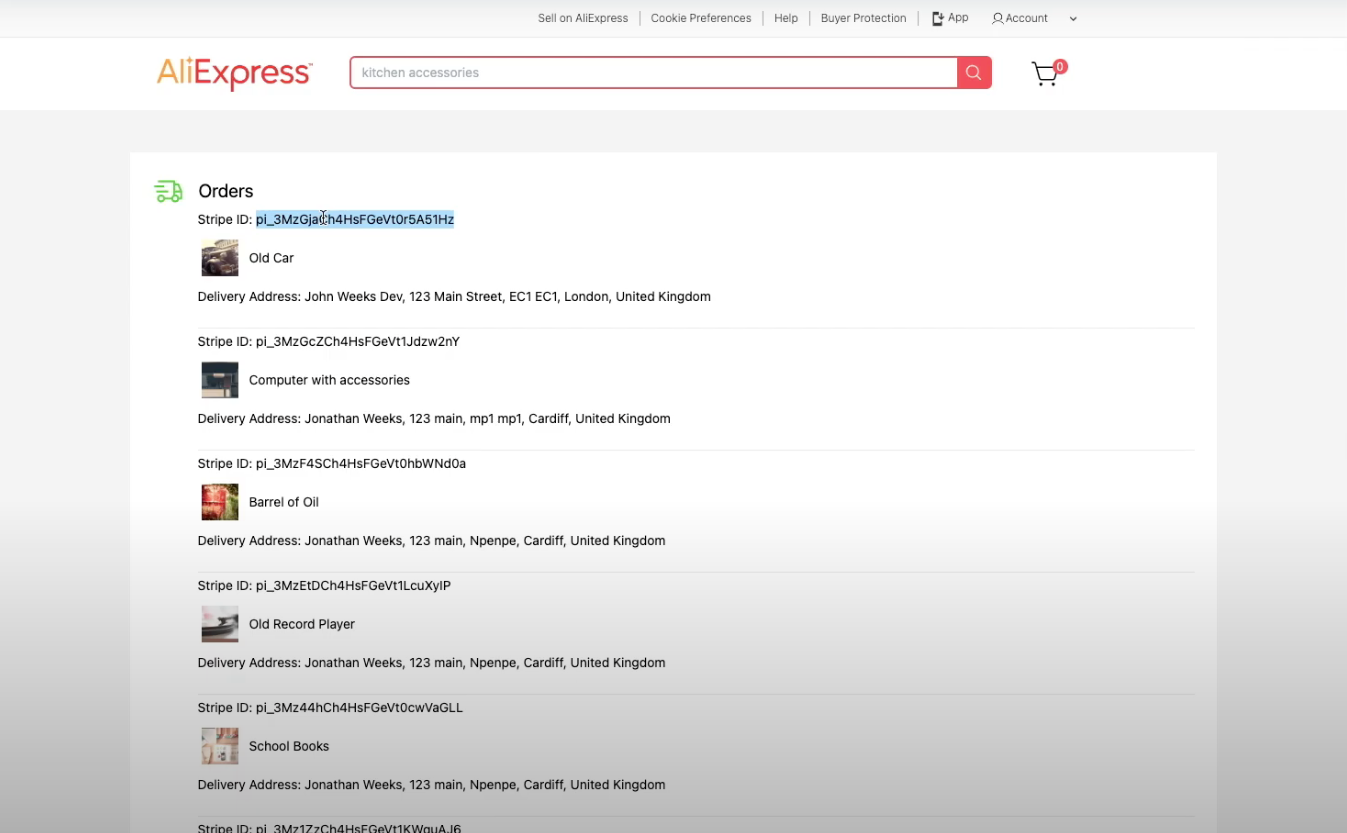 Sell on AliExpress Cookie Preferences Help Buyer Protection App Account
AliExpress™ kitchen accessories 0
Orders
Stripe ID: pi_3MzGjaCh4HsFGeVt0r5A51Hz
Old Car
Delivery Address: John Weeks Dev, 123 Main Street, EC1 EC1, London, United Kingdom
Stripe ID: pi_3MzGcZCh4HsFGeVt1Jdzw2nY
Computer with accessories
Delivery Address: Jonathan Weeks, 123 main, mp1 mp1, Cardiff, United Kingdom
Stripe ID: pi_3MzF4SCh4HsFGeVt0hbWNd0a
Barrel of Oil
Delivery Address: Jonathan Weeks, 123 main, Npenpe, Cardiff, United Kingdom
Stripe ID: pi_3MzEtDCh4HsFGeVt1LcuXyIP
Old Record Player
Delivery Address: Jonathan Weeks, 123 main, Npenpe, Cardiff, United Kingdom
Stripe ID: pi_3Mz44hCh4HsFGeVt0cwVaGLL
School Books
Delivery Address: Jonathan Weeks, 123 main, Npenpe, Cardiff, United Kingdom
Stripe ID: pi_3Mz1ZzCh4HsFGeVt1KWquAJ6